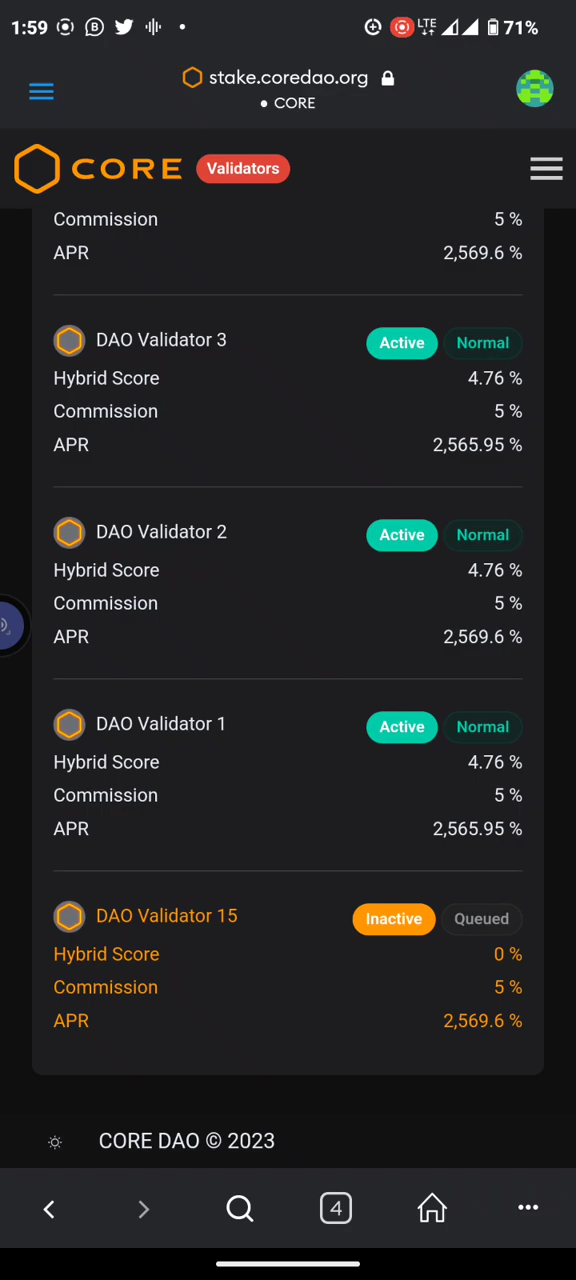 1:59 LTE 71%
stake.coredao.org
• CORE
CORE Validators
Commission 5 %
APR 2,569.6 %
DAO Validator 3 Active Normal
Hybrid Score 4.76 %
Commission 5 %
APR 2,565.95 %
DAO Validator 2 Active Normal
Hybrid Score 4.76 %
Commission 5 %
APR 2,569.6 %
DAO Validator 1 Active Normal
Hybrid Score 4.76 %
Commission 5 %
APR 2,565.95 %
DAO Validator 15 Inactive Queued
Hybrid Score 0 %
Commission 5 %
APR 2,569.6 %
CORE DAO © 2023
4